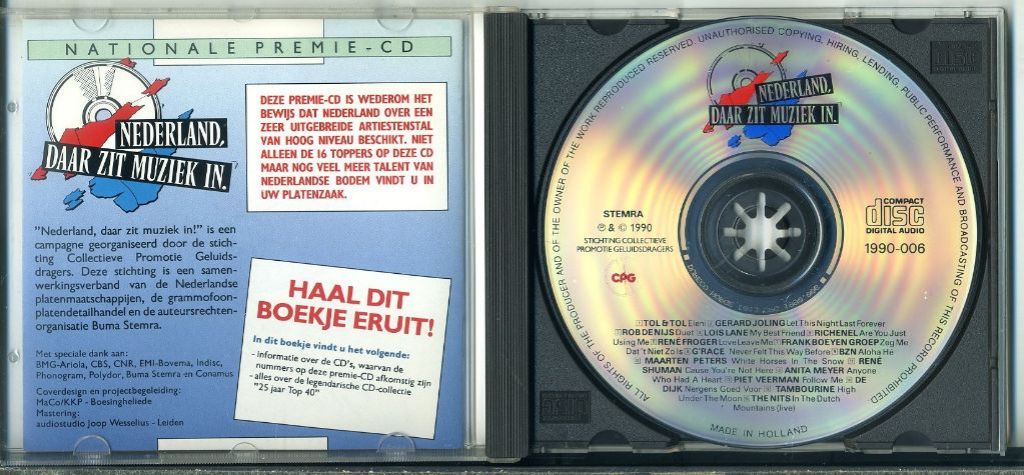 NATIONALE PREMIE-CD
NEDERLAND,
DAAR ZIT MUZIEK IN.
DEZE PREMIE-CD IS WEDEROM HET
BEWIJS DAT NEDERLAND OVER EEN
ZEER UITGEBREIDE ARTIESTENSTAL
VAN HOOG NIVEAU BESCHIKT. NIET
ALLEEN DE 16 TOPPERS OP DEZE CD
MAAR NOG VEEL MEER TALENT VAN
NEDERLANDSE BODEM VINDT U IN
UW PLATENZAAK.
"Nederland, daar zit muziek in!" is een
campagne georganiseerd door de stich-
ting Collectieve Promotie Geluids-
dragers. Deze stichting is een samen-
werkingsverband van de Nederlandse
platenmaatschappijen, de grammofoon-
platendetailhandel en de auteursrechten-
organisatie Buma Stemra.
Met speciale dank aan:
BMG-Ariola, CBS, CNR, EMI-Bovema, Indisc,
Phonogram, Polydor, Buma Stemra en Conamus
Coverdesign en projectbegeleiding:
MaCo/KKP - Boesingheliede
Mastering:
audiostudio Joop Wesselius - Leiden
HAAL DIT
BOEKJE ERUIT!
In dit boekje vindt u het volgende:
- informatie over de CD's, waarvan de
nummers op deze premie-CD afkomstig zijn
- alles over de legendarische CD-collectie
"25 jaar Top 40"
ALL RIGHTS OF THE PRODUCER AND OF THE OWNER OF THE WORK REPRODUCED RESERVED. UNAUTHORISED COPYING, HIRING, LENDING, PUBLIC PERFORMANCE AND BROADCASTING OF THIS RECORD PROHIBITED.
NEDERLAND,
DAAR ZIT MUZIEK IN.
STEMRA
℗ & © 1990
STICHTING COLLECTIEVE
PROMOTIE GELUIDSDRAGERS
CPG
COMPACT
disc
DIGITAL AUDIO
1990-006
TOL & TOL Eleni GERARD JOLING Let This Night Last Forever
ROB DE NIJS Duet LOIS LANE My Best Friend RICHENEL Are You Just
Using Me RENÉ FROGER Love Leave Me FRANK BOEYEN GROEP Zeg Me
Dat 't Niet Zo Is G'RACE Never Felt This Way Before BZN Aloha He
MAARTEN PETERS White Horses In The Snow RENÉ
SHUMAN Cause You're Not Here ANITA MEYER Anyone
Who Had A Heart PIET VEERMAN Follow Me DE
DIJK Nergens Goed Voor TAMBOURINE High
Under The Moon THE NITS In The Dutch
Mountains (live)
MADE IN HOLLAND